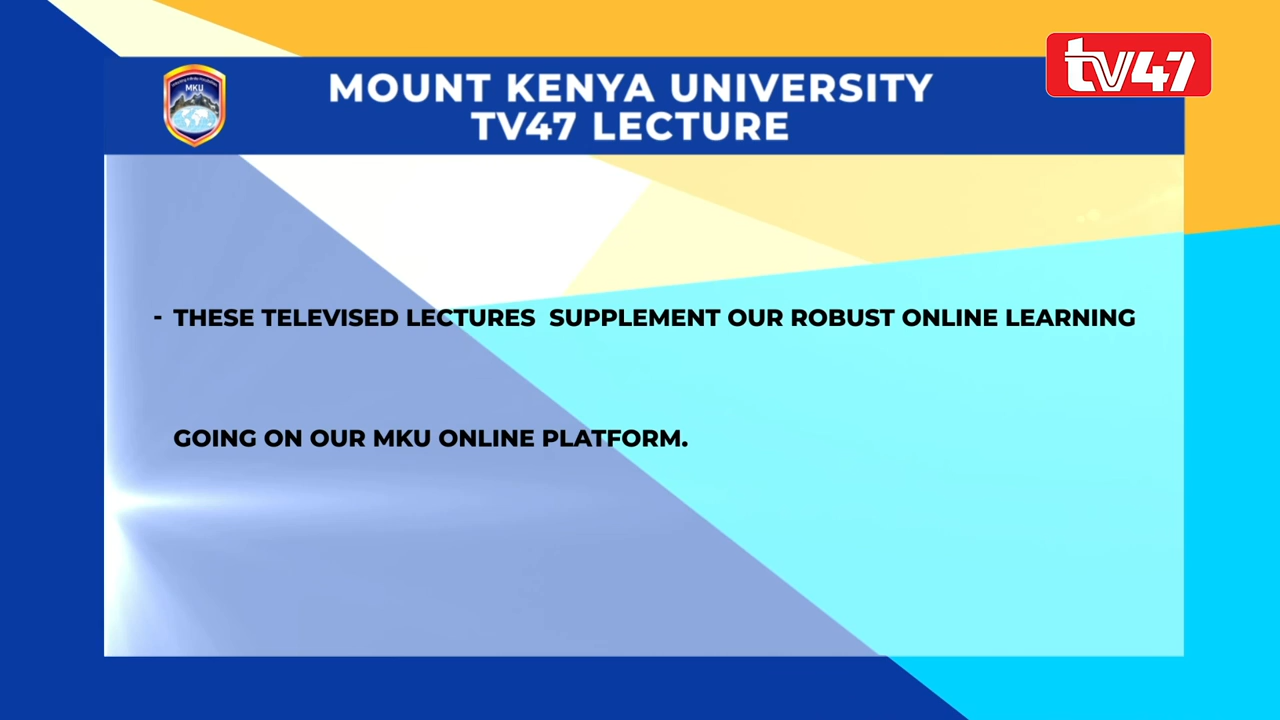 MOUNT KENYA UNIVERSITY
TV47 LECTURE
tv47
MKU
- THESE TELEVISED LECTURES SUPPLEMENT OUR ROBUST ONLINE LEARNING
GOING ON OUR MKU ONLINE PLATFORM.